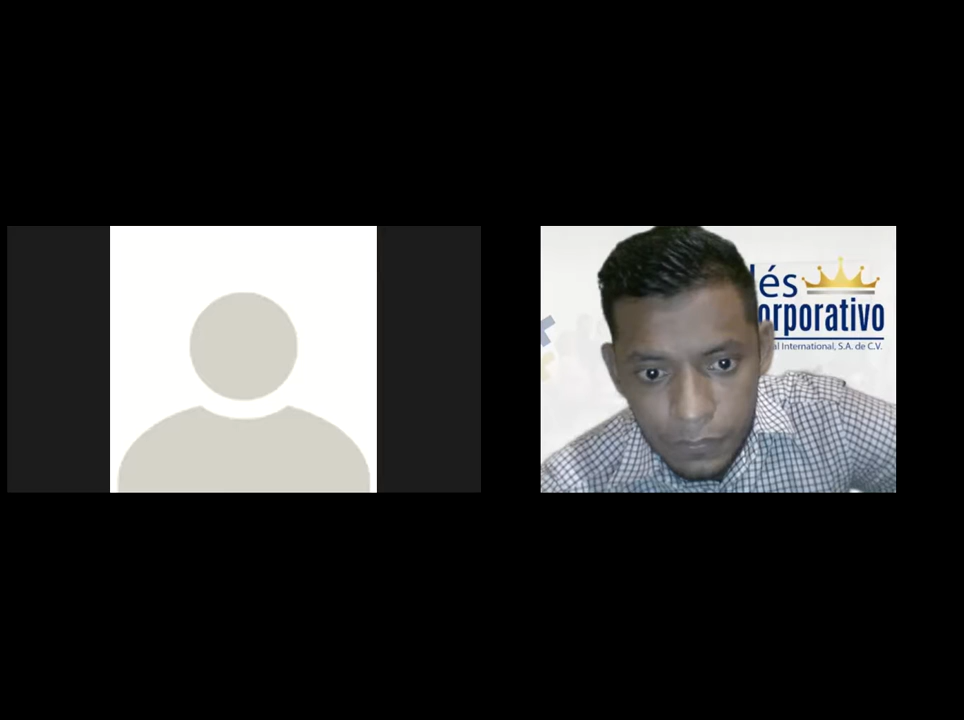 lés
orporativo
al International, S.A. de C.V.